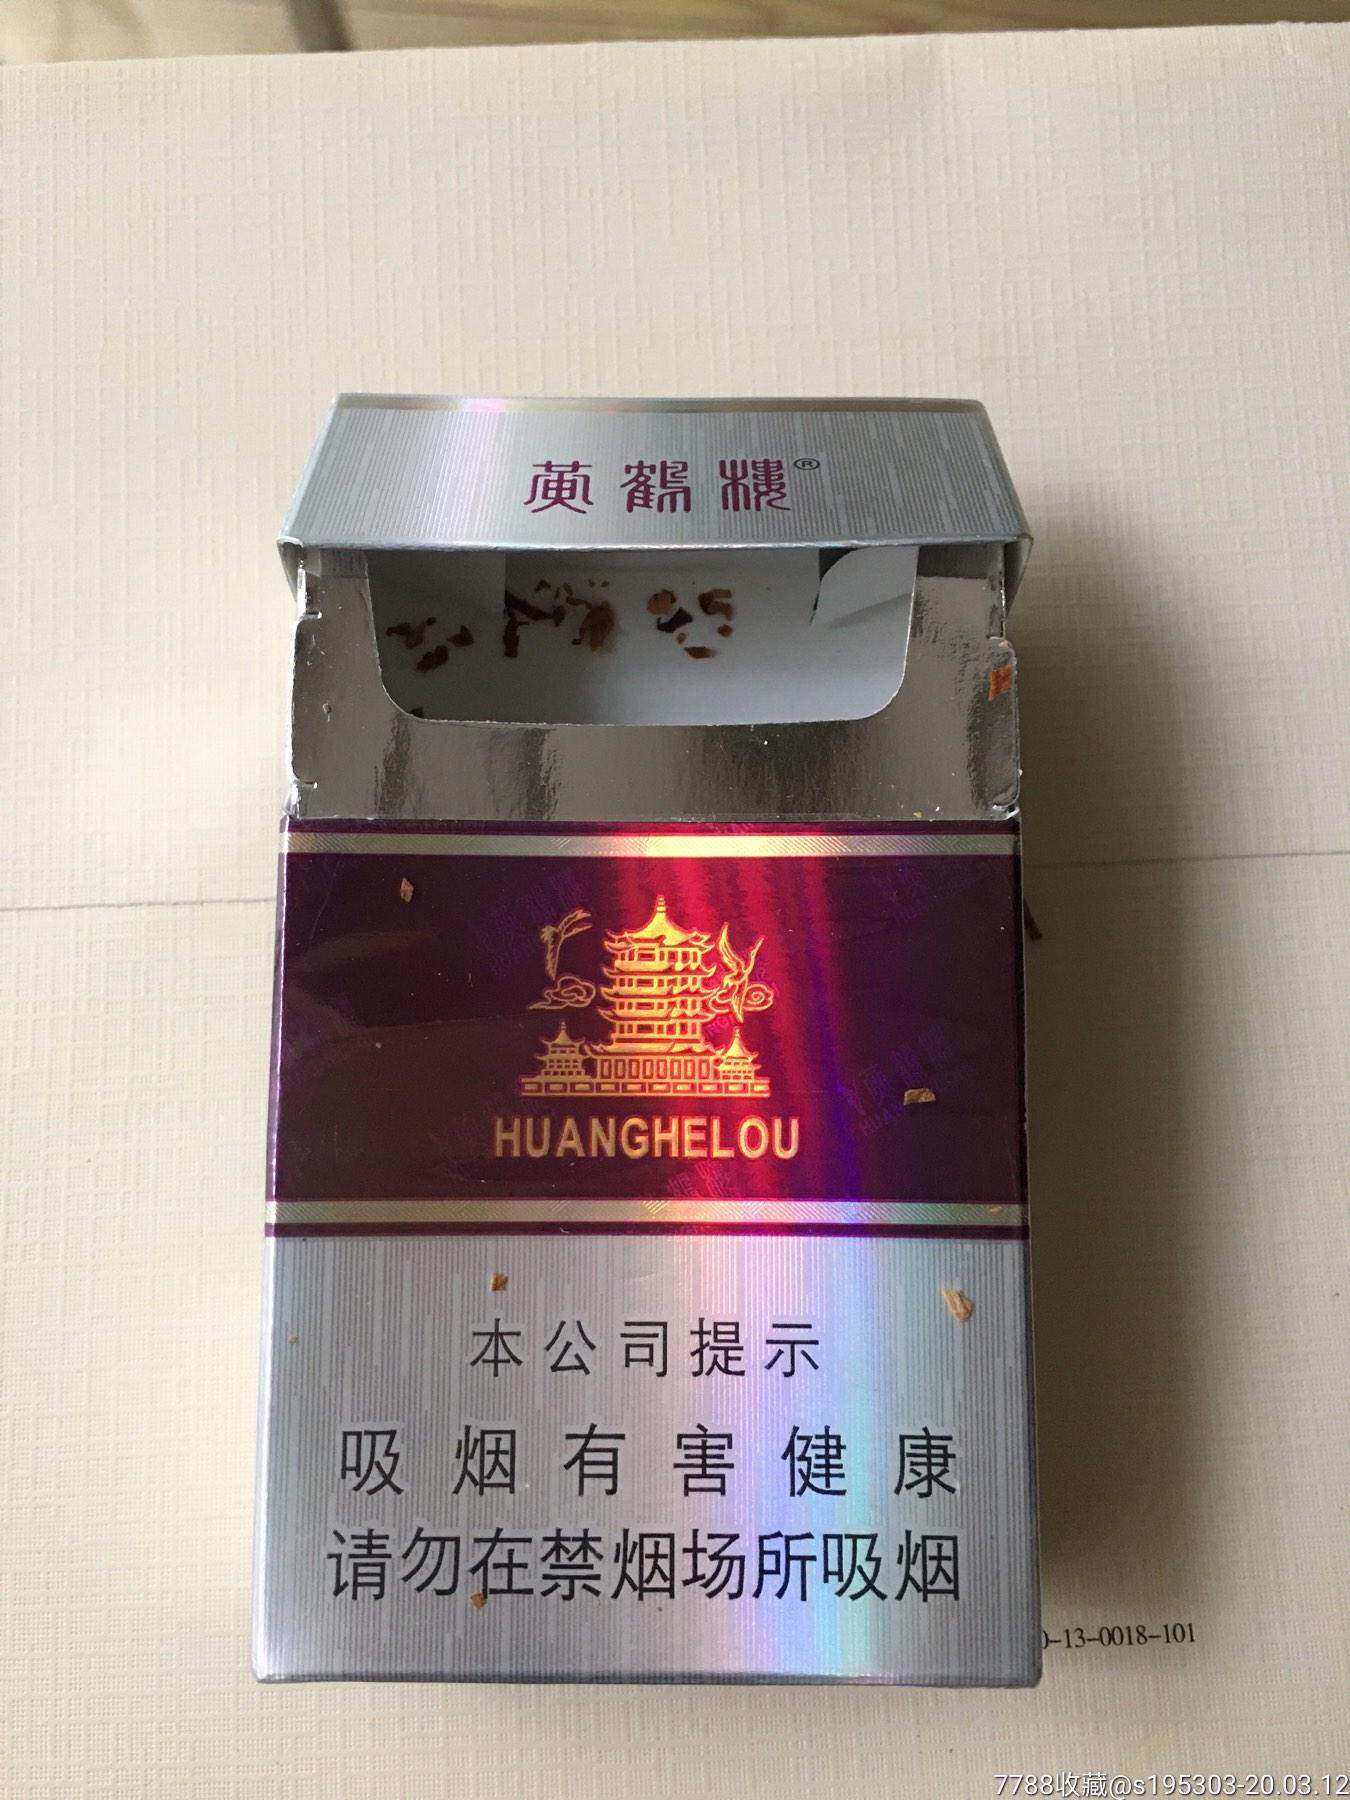 黄鹤楼®
HUANGHELOU
本公司提示
吸烟有害健康
请勿在禁烟场所吸烟
0-13-0018-101
7788收藏@s195303-20.03.12